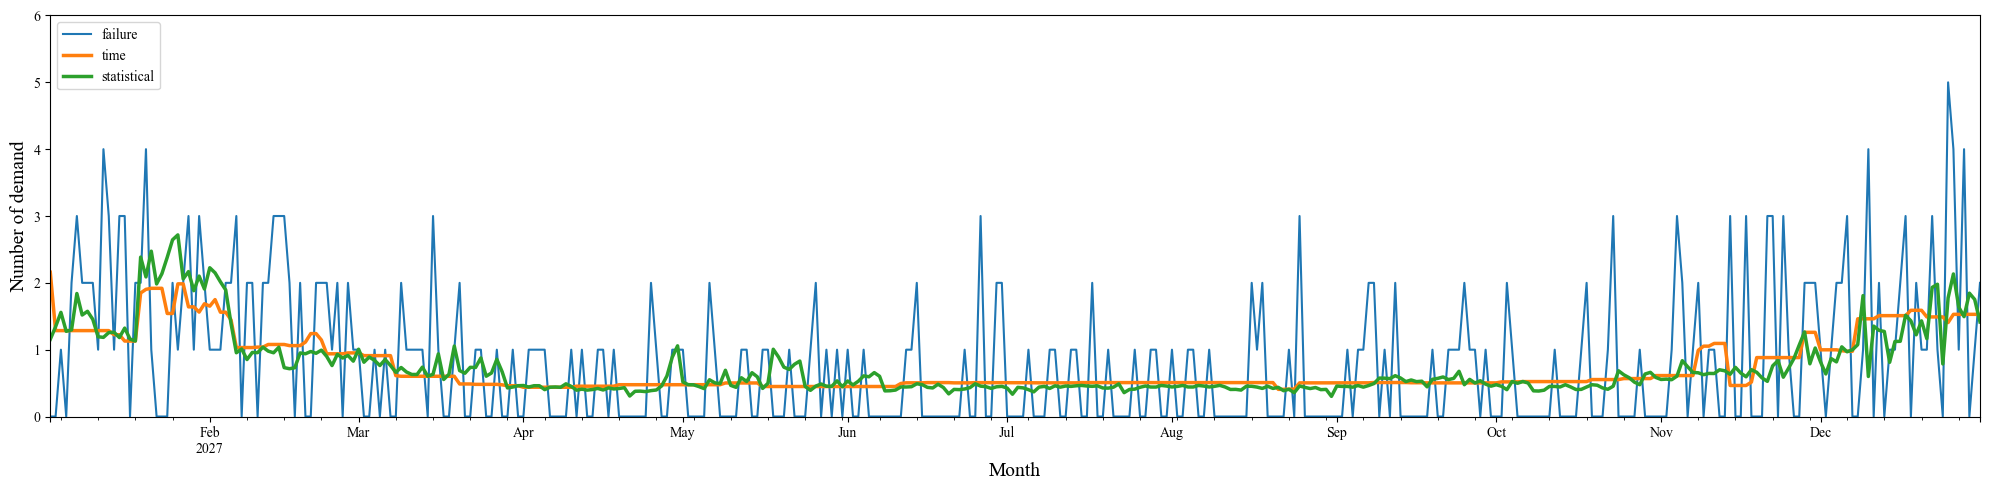 6
5
4
3
2
1
0
Number of demand
failure
time
statistical
Feb
2027
Mar
Apr
May
Jun
Jul
Aug
Sep
Oct
Nov
Dec
Month